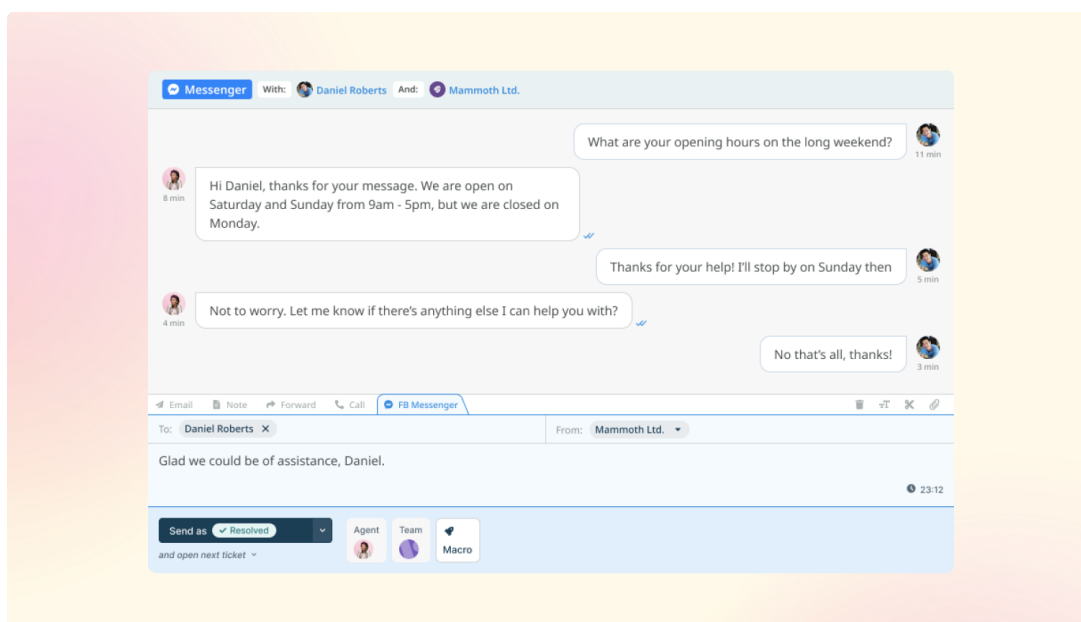 Messenger With: Daniel Roberts And: Mammoth Ltd.
What are your opening hours on the long weekend?
11 min
Hi Daniel, thanks for your message. We are open on
Saturday and Sunday from 9am - 5pm, but we are closed on
Monday.
8 min
Thanks for your help! I'll stop by on Sunday then
5 min
Not to worry. Let me know if there's anything else I can help you with?
4 min
No that's all, thanks!
3 min
Email Note Forward Call FB Messenger
To: Daniel Roberts From: Mammoth Ltd.
Glad we could be of assistance, Daniel.
23:12
Send as Resolved Agent Team Macro
and open next ticket